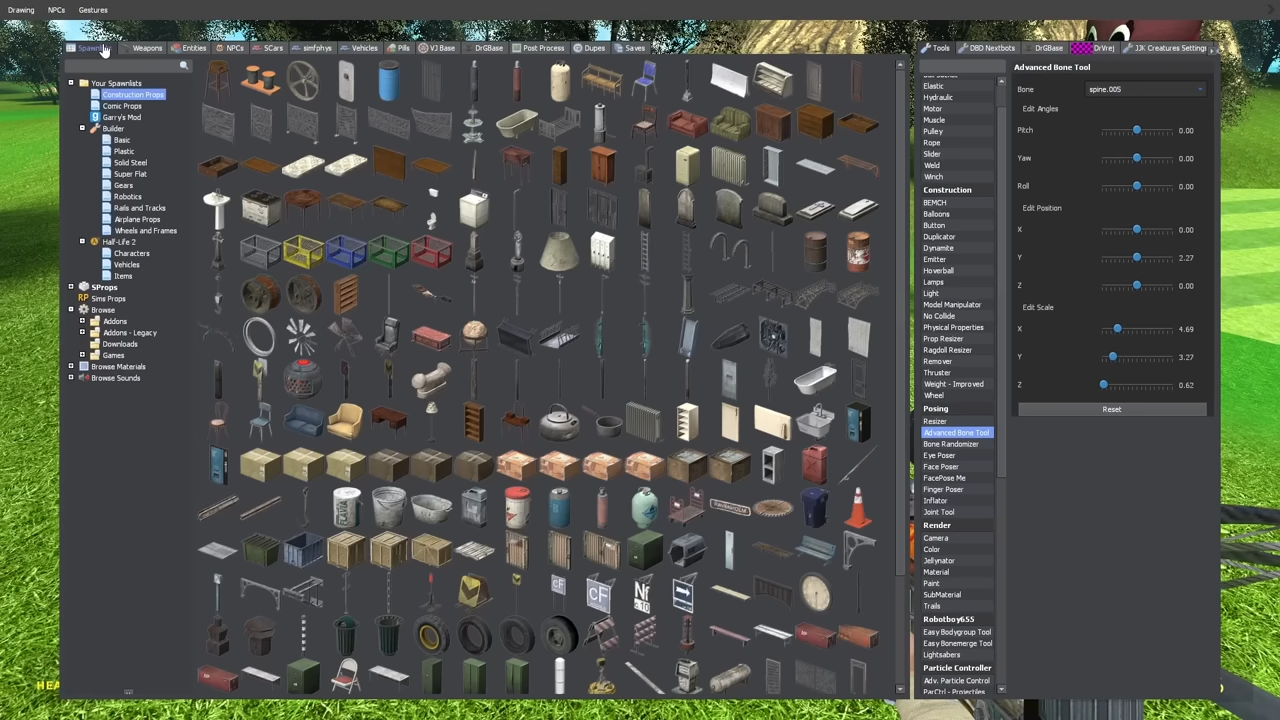 Drawing NPCs Gestures
Spawnlists Weapons Entities NPCs SCars simfphys Vehicles Pills VJ Base DrGBase Post Process Dupes Saves
Your Spawnlists
Construction Props
Comic Props
Garry's Mod
Builder
Basic
Plastic
Solid Steel
Super Flat
Gears
Robotics
Rails and Tracks
Airplane Props
Wheels and Frames
Half-Life 2
Characters
Vehicles
Items
SProps
Sims Props
Browse
Addons
Addons - Legacy
Downloads
Games
Browse Materials
Browse Sounds
cF
cF
Nf
Tools DBD Nextbots DrGBase DrVrej JJK Creatures Settings
Elastic
Hydraulic
Motor
Muscle
Pulley
Rope
Slider
Weld
Winch
Construction
BEMCH
Balloons
Button
Duplicator
Dynamite
Emitter
Hoverball
Lamps
Light
Model Manipulator
No Collide
Physical Properties
Prop Resizer
Ragdoll Resizer
Remover
Thruster
Weight - Improved
Wheel
Posing
Resizer
Advanced Bone Tool
Bone Randomizer
Eye Poser
Face Poser
FacePose Me
Finger Poser
Inflator
Joint Tool
Render
Camera
Color
Jellynator
Material
Paint
SubMaterial
Trails
Robotboy655
Easy Bodygroup Tool
Easy Bonemerge Tool
Lightsabers
Particle Controller
Adv. Particle Control
ParCtrl - Projectiles
Advanced Bone Tool
Bone spine.005
Edit Angles
Pitch 0.00
Yaw 0.00
Roll 0.00
Edit Position
X 0.00
Y 2.27
Z 0.00
Edit Scale
X 4.69
Y 3.27
Z 0.62
Reset